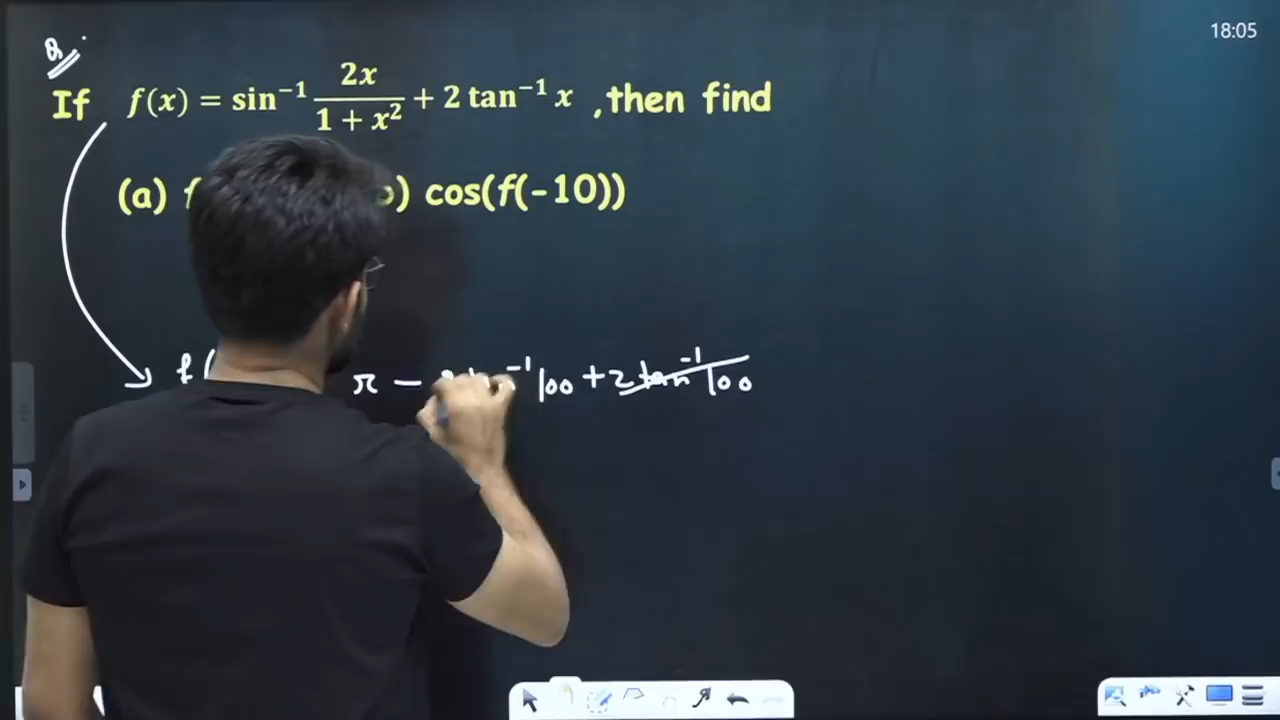 18:05
Q
If f(x) = sin⁻¹ 2x/(1 + x²) + 2 tan⁻¹ x , then find
(a) cos(f(-10))
f( π − ⁻¹ 100 + 2 tan⁻¹ 100